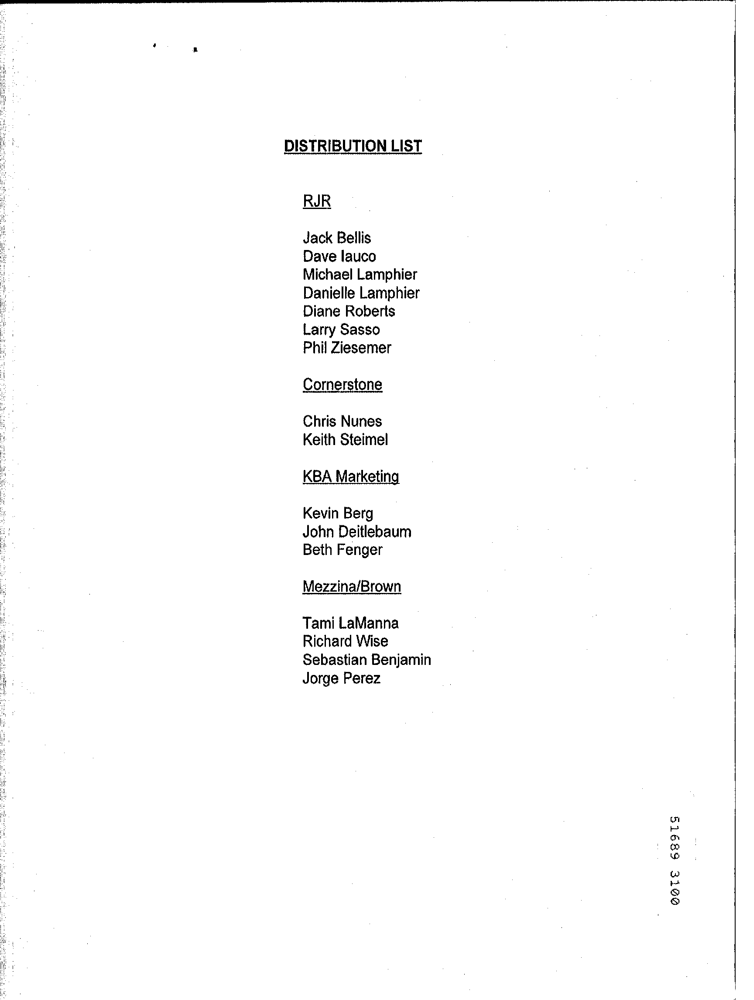 DISTRIBUTION LIST
RJR
Jack Bellis
Dave Iauco
Michael Lamphier
Danielle Lamphier
Diane Roberts
Larry Sasso
Phil Ziesemer
Cornerstone
Chris Nunes
Keith Steimel
KBA Marketing
Kevin Berg
John Deitlebaum
Beth Fenger
Mezzina/Brown
Tami LaManna
Richard Wise
Sebastian Benjamin
Jorge Perez
51689 3100